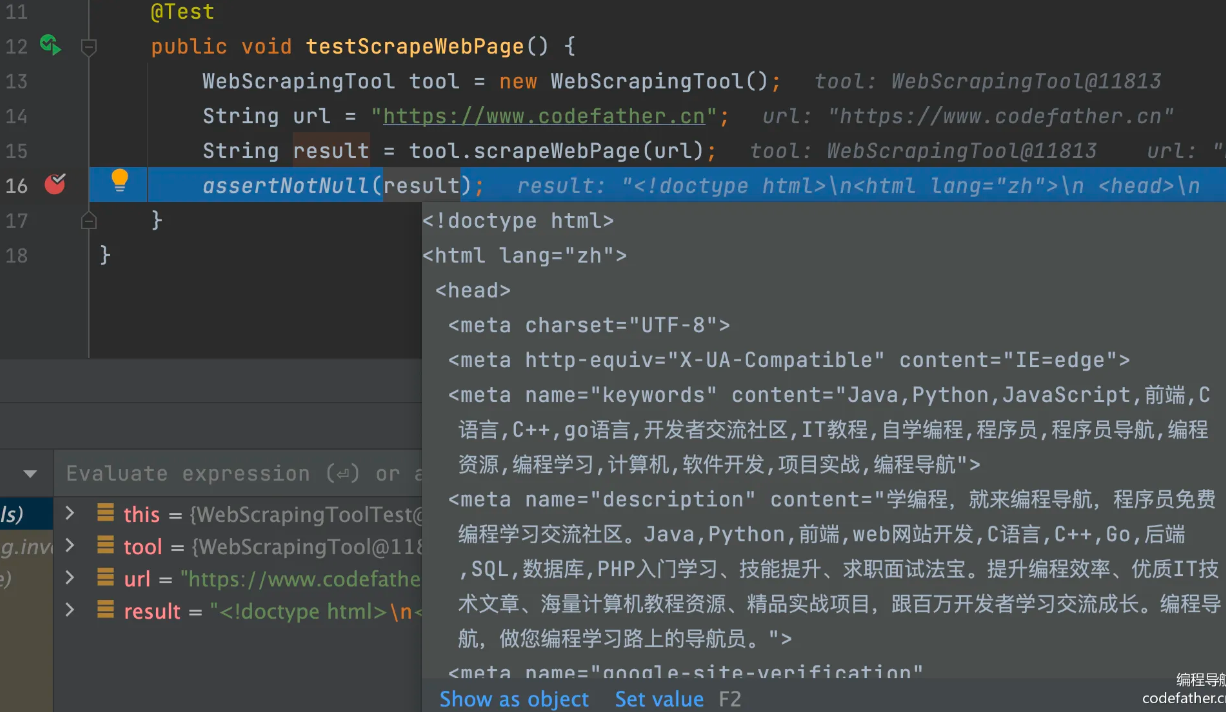 11 @Test
12 public void testScrapeWebPage() {
13 WebScrapingTool tool = new WebScrapingTool(); tool: WebScrapingTool@11813
14 String url = "https://www.codefather.cn"; url: "https://www.codefather.cn"
15 String result = tool.scrapeWebPage(url); tool: WebScrapingTool@11813 url: "
16 assertNotNull(result); result: "<!doctype html>\n<html lang="zh">\n <head>\n
17 }
18 }
<!doctype html>
<html lang="zh">
<head>
<meta charset="UTF-8">
<meta http-equiv="X-UA-Compatible" content="IE=edge">
<meta name="keywords" content="Java,Python,JavaScript,前端,C
语言,C++,go语言,开发者交流社区,IT教程,自学编程,程序员,程序员导航,编程
资源,编程学习,计算机,软件开发,项目实战,编程导航">
<meta name="description" content="学编程，就来编程导航，程序员免费
编程学习交流社区。Java,Python,前端,web网站开发,C语言,C++,Go,后端
,SQL,数据库,PHP入门学习、技能提升、求职面试法宝。提升编程效率、优质IT技
术文章、海量计算机教程资源、精品实战项目，跟百万开发者学习交流成长。编程导
航，做您编程学习路上的导航员。">
<meta name="google-site-verification"
Show as object Set value F2
Evaluate expression (⏎) or a
ls)
g.inv
e)
this = {WebScrapingToolTest@
tool = {WebScrapingTool@118
url = "https://www.codefathe
result = "<!doctype html>\n<
编程导航
codefather.c